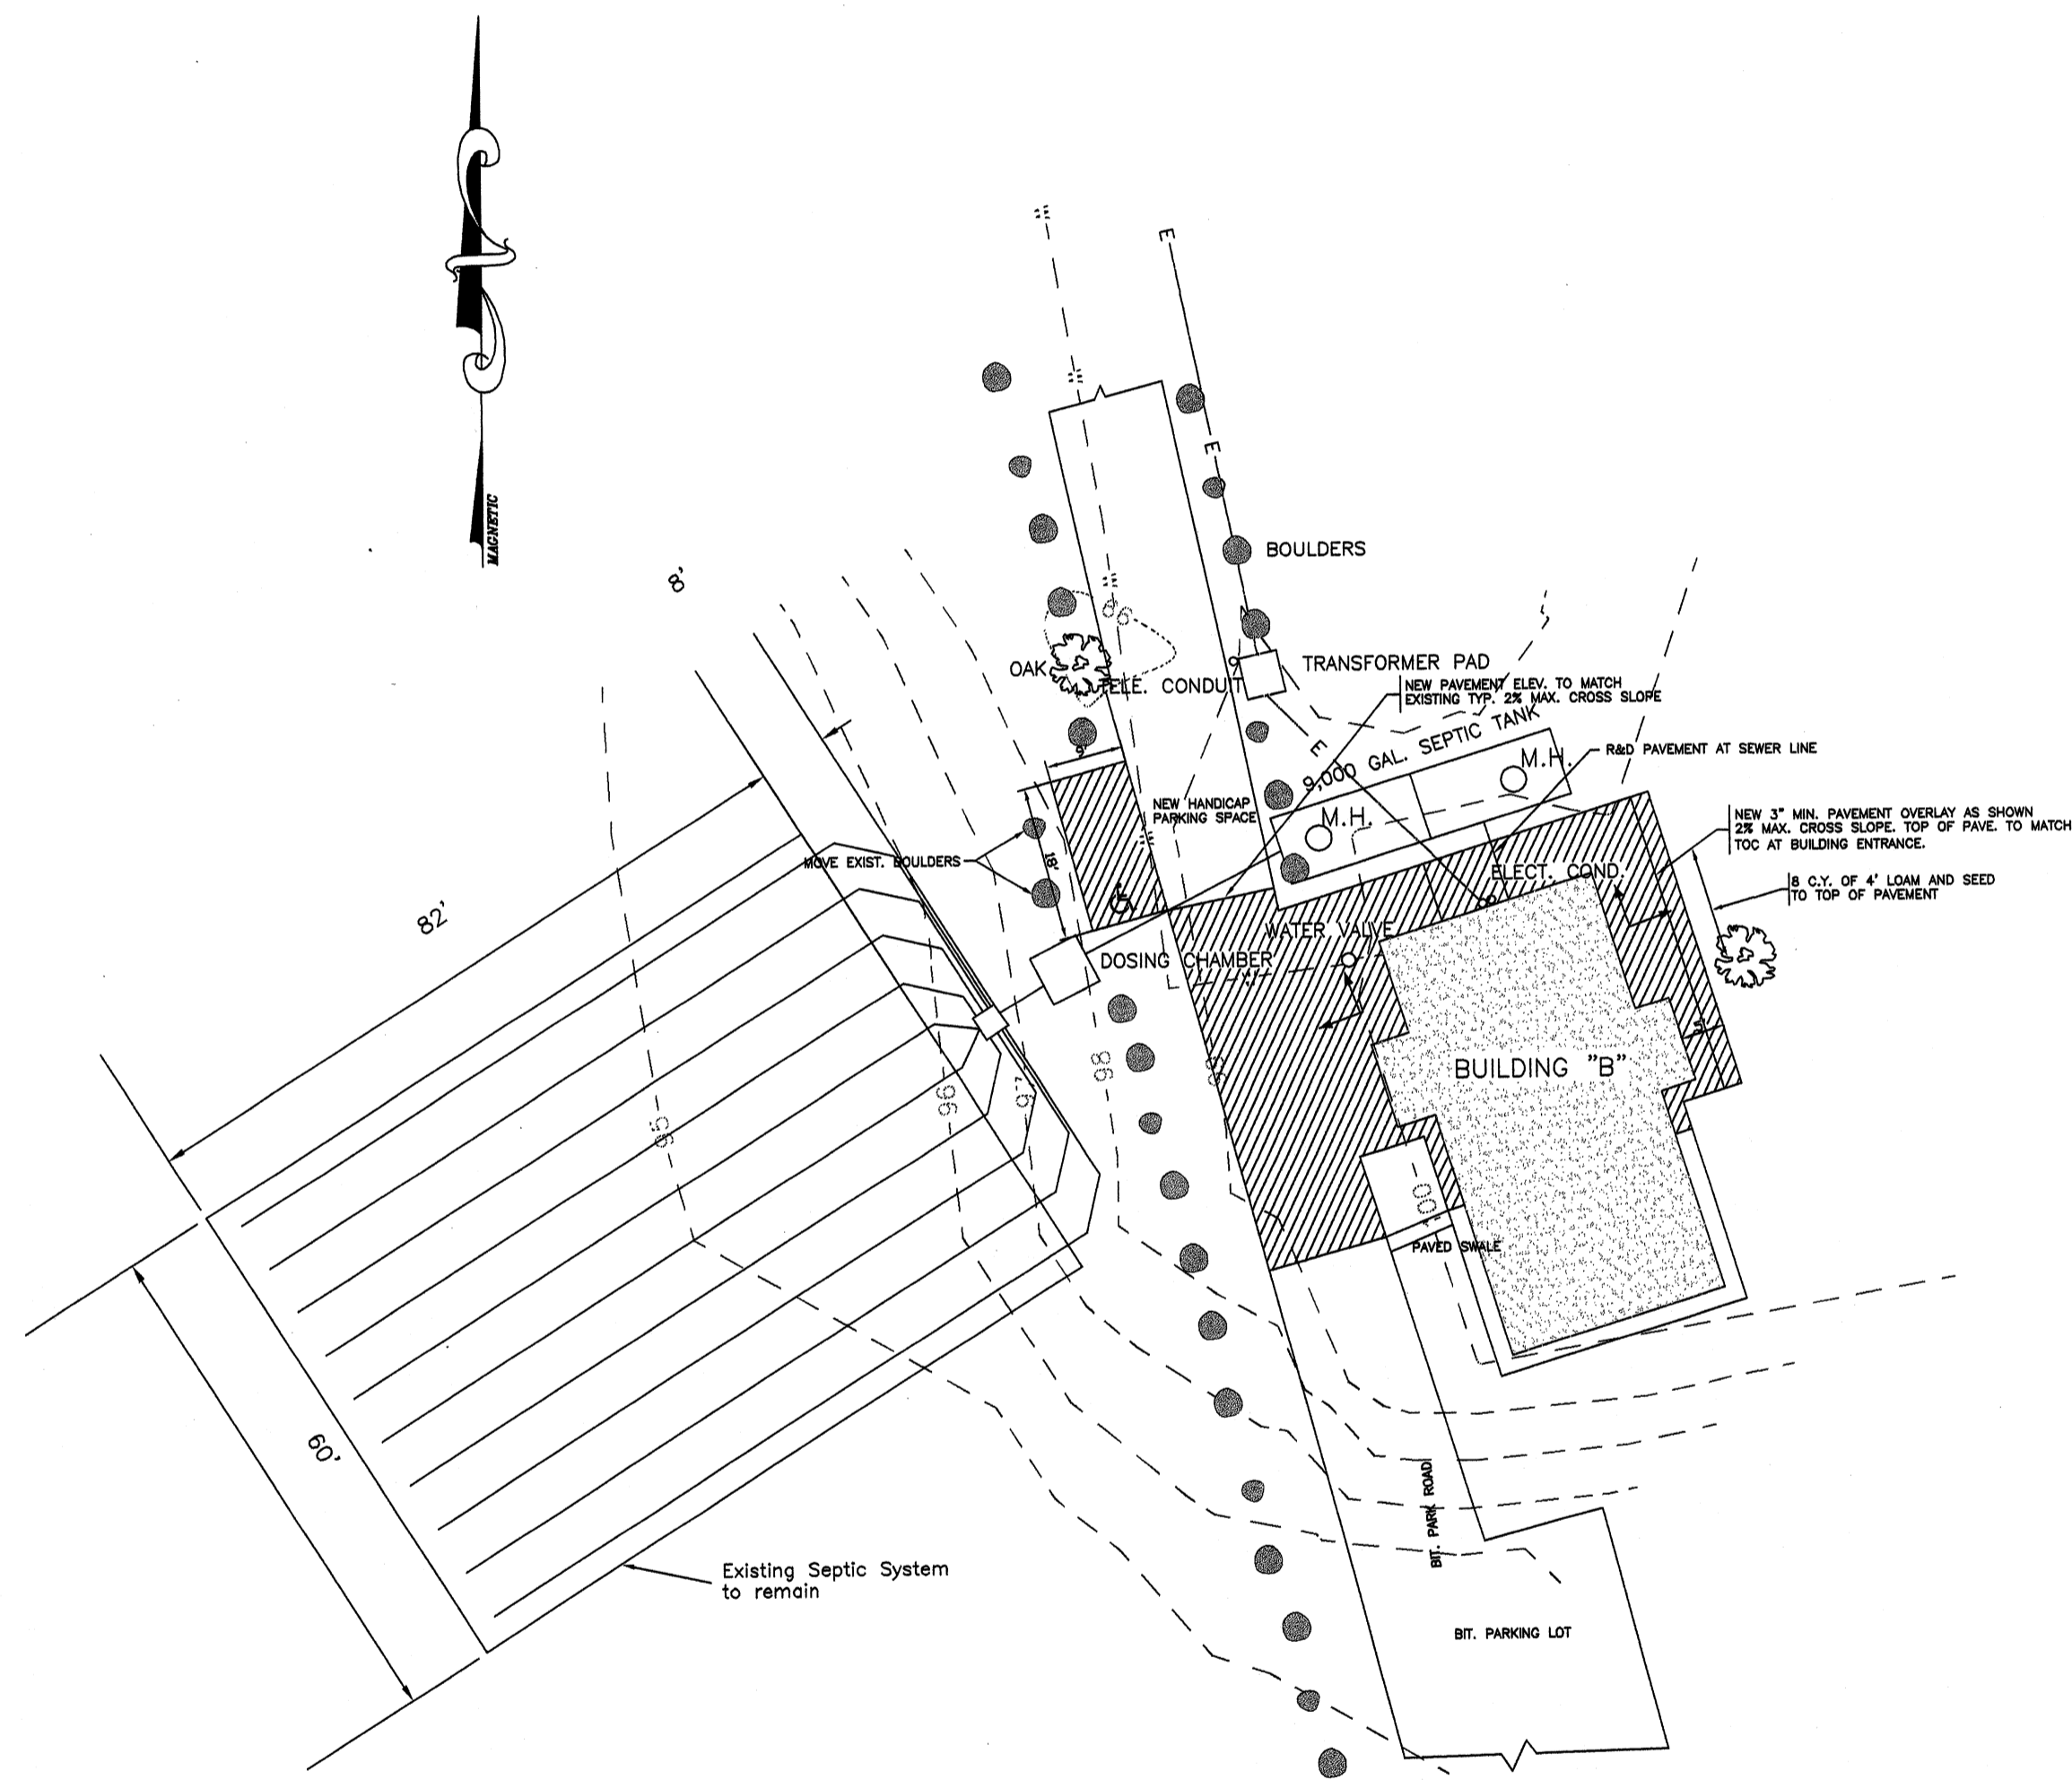 MAGNETIC
W
E
W
E
BOULDERS
8'
W
99
OAK
TELE. CONDUIT
TRANSFORMER PAD
NEW PAVEMENT ELEV. TO MATCH
EXISTING TYP. 2% MAX. CROSS SLOPE
9,000 GAL. SEPTIC TANK
E
9'
R&D PAVEMENT AT SEWER LINE
M.H.
M.H.
NEW HANDICAP
PARKING SPACE
NEW 3" MIN. PAVEMENT OVERLAY AS SHOWN
2% MAX. CROSS SLOPE. TOP OF PAVE. TO MATCH
TOC AT BUILDING ENTRANCE.
W
18'
MOVE EXIST. BOULDERS
ELECT. COND.
8 C.Y. OF 4' LOAM AND SEED
TO TOP OF PAVEMENT
82'
WATER VALVE
DOSING CHAMBER
W
BUILDING "B"
95
96
97
98
99
100
PAVED SWALE
60'
BIT. PARK ROAD
Existing Septic System
to remain
BIT. PARKING LOT